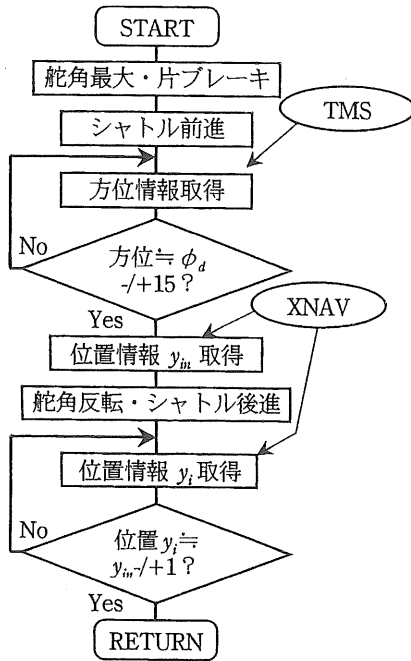 START
舵角最大・片ブレーキ
TMS
シャトル前進
方位情報取得
No
方位≒ φd
-/+15?
Yes
XNAV
位置情報 yin 取得
舵角反転・シャトル後進
位置情報 yi 取得
No
位置 yi≒
yin-/+1?
Yes
RETURN